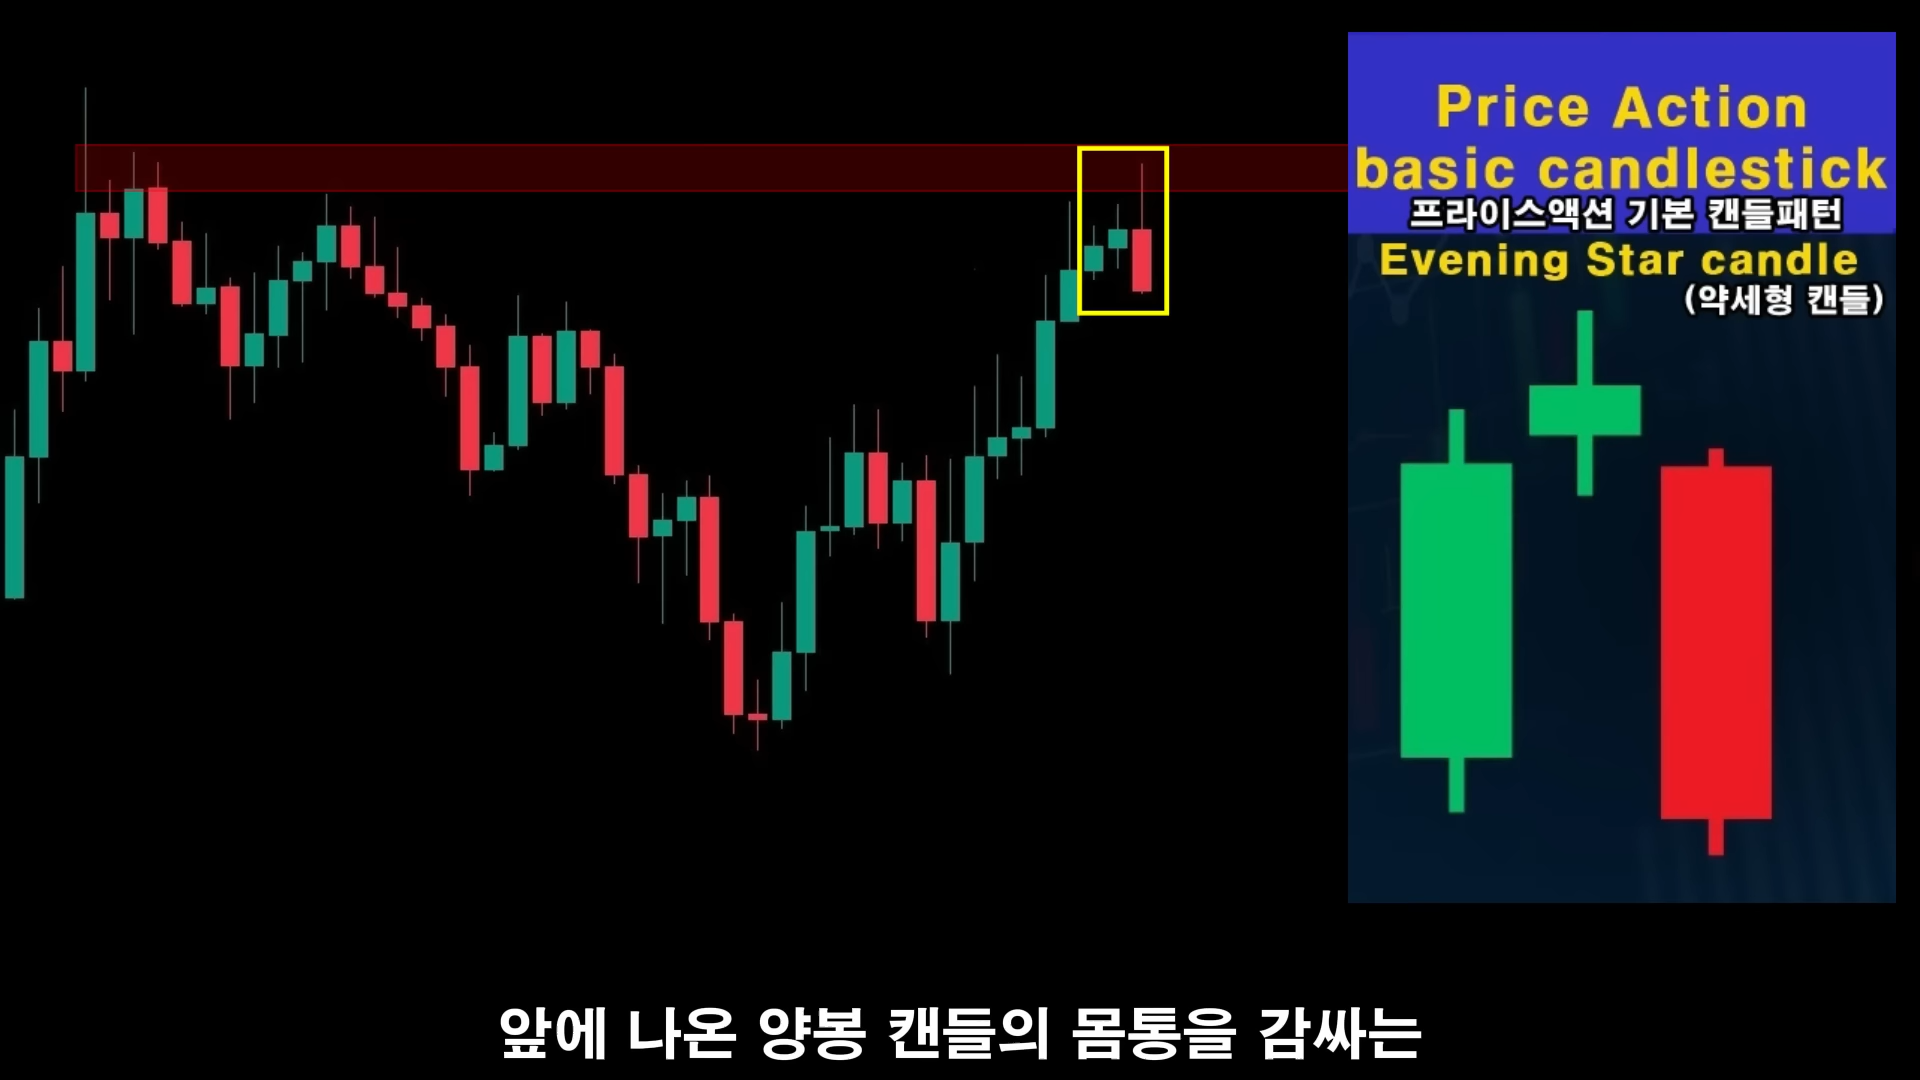 Price Action
basic candlestick
프라이스액션 기본 캔들패턴
Evening Star candle
(약세형 캔들)
앞에 나온 양봉 캔들의 몸통을 감싸는